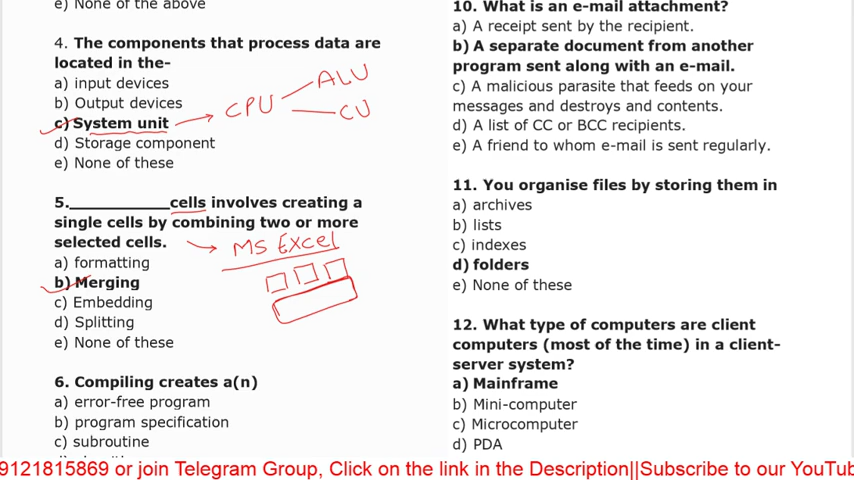 e) None of the above
4. The components that process data are
located in the-
a) input devices
b) Output devices
c) System unit
d) Storage component
e) None of these
CPU
ALU
CU
5.__________cells involves creating a
single cells by combining two or more
selected cells.
MS Excel
a) formatting
b) Merging
c) Embedding
d) Splitting
e) None of these
6. Compiling creates a(n)
a) error-free program
b) program specification
c) subroutine
10. What is an e-mail attachment?
a) A receipt sent by the recipient.
b) A separate document from another
program sent along with an e-mail.
c) A malicious parasite that feeds on your
messages and destroys and contents.
d) A list of CC or BCC recipients.
e) A friend to whom e-mail is sent regularly.
11. You organise files by storing them in
a) archives
b) lists
c) indexes
d) folders
e) None of these
12. What type of computers are client
computers (most of the time) in a client-
server system?
a) Mainframe
b) Mini-computer
c) Microcomputer
d) PDA
9121815869 or join Telegram Group, Click on the link in the Description||Subscribe to our YouTub